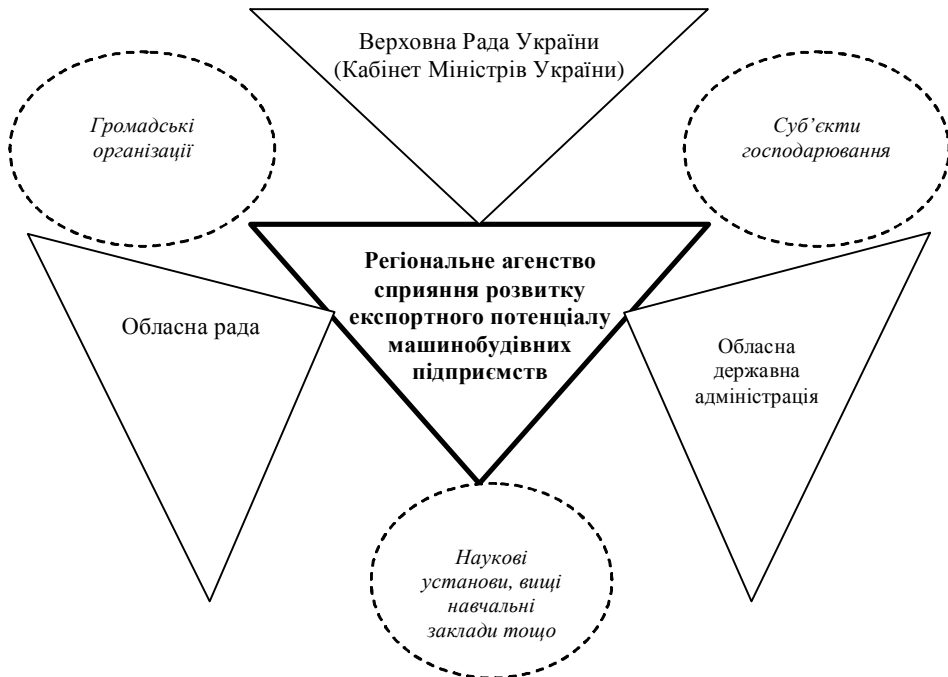 Верховна Рада України
(Кабінет Міністрів України)
Громадські
організації
Суб’єкти
господарювання
Регіональне агенство
сприяння розвитку
експортного потенціалу
машинобудівних
підприємств
Обласна рада
Обласна
державна
адміністрація
Наукові
установи, вищі
навчальні
заклади тощо